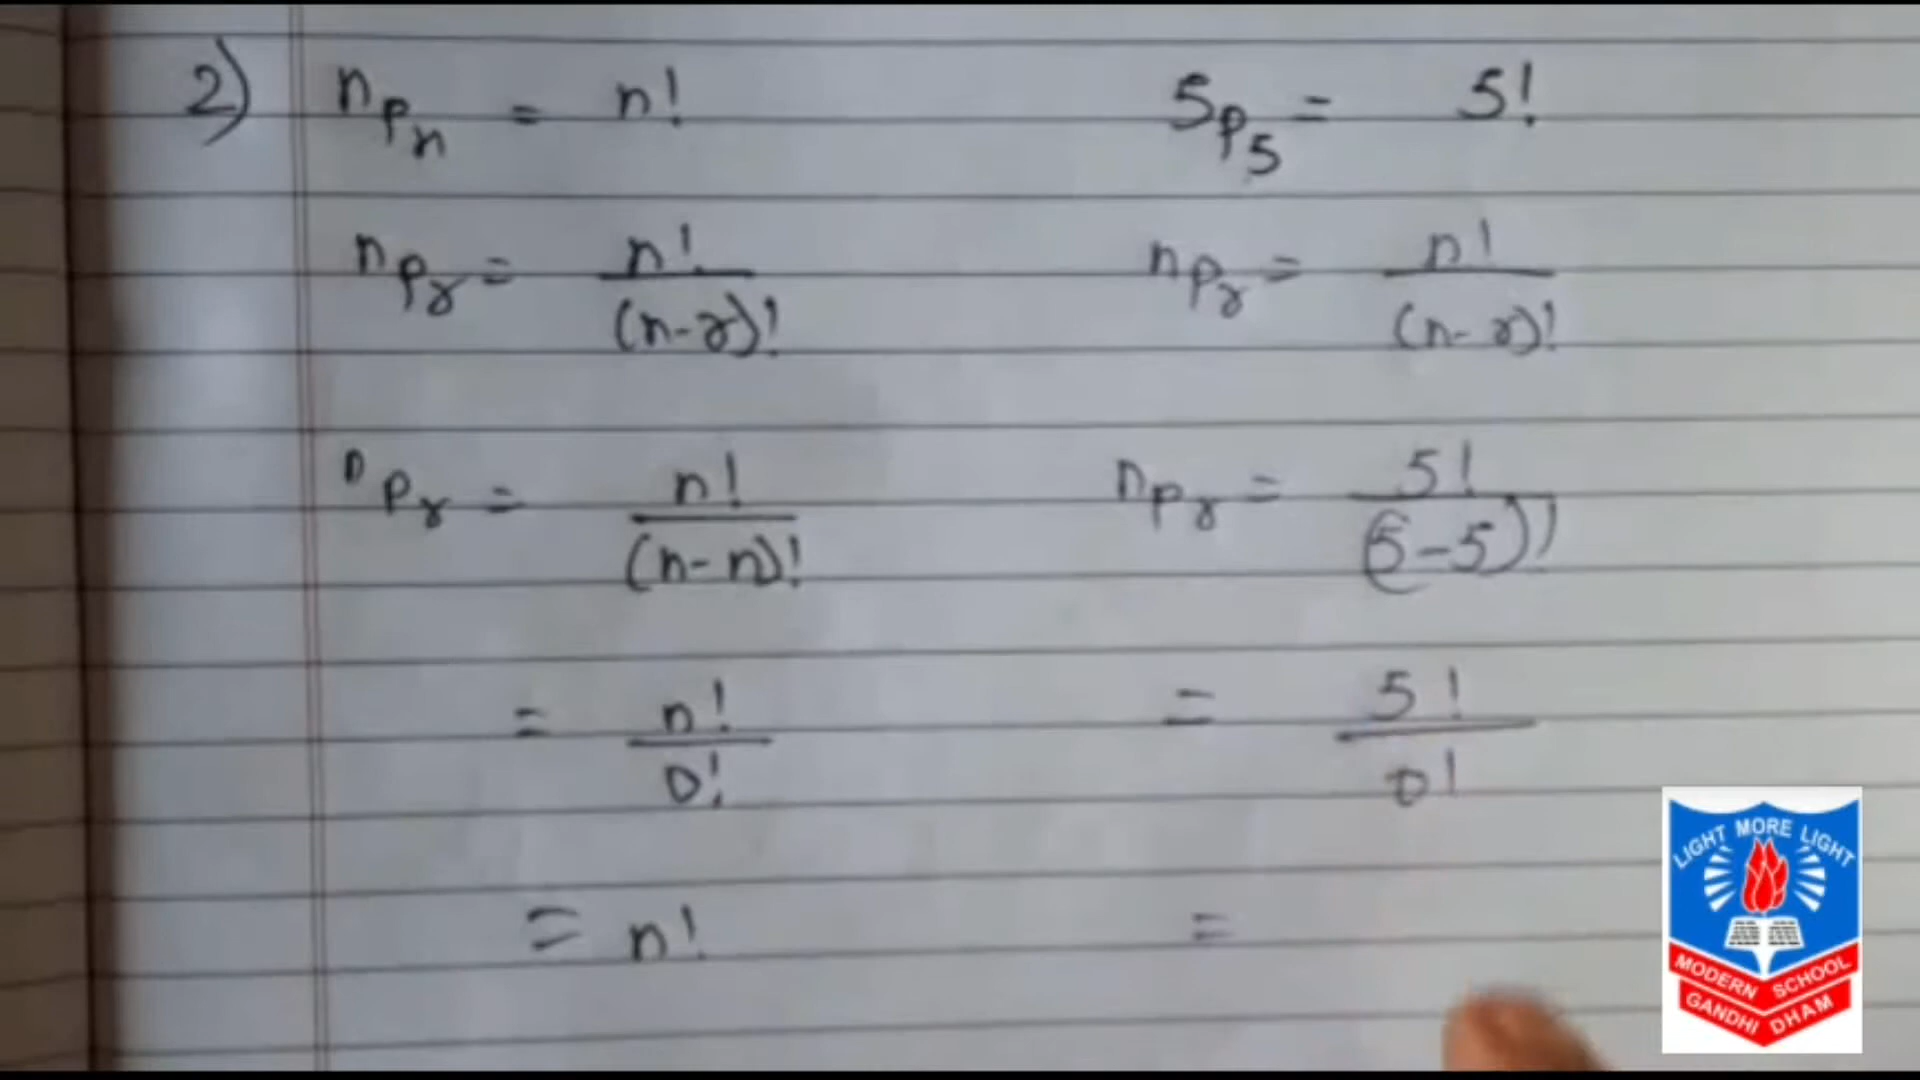 2) nPn = n! 5P5 = 5!
nPr = n!/(n-r)! nPr = n!/(n-r)!
nPr = n!/(n-n)! nPr = 5!/(5-5)!
= n!/0! = 5!/0!
= n! =
LIGHT MORE LIGHT
MODERN SCHOOL
GANDHI DHAM